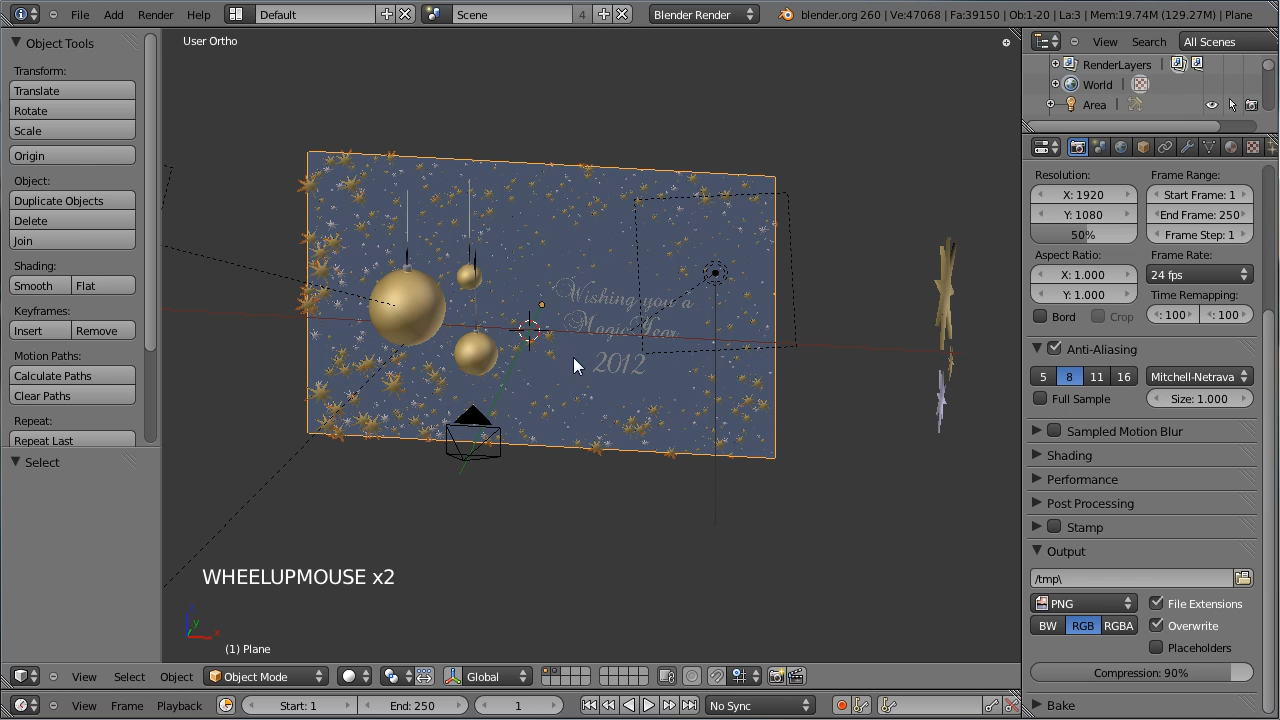 File Add Render Help Default Scene 4 Blender Render blender.org 260 | Ve:47068 | Fa:39150 | Ob:1-20 | La:3 | Mem:19.74M (129.27M) | Plane
Object Tools
Transform:
Translate
Rotate
Scale
Origin
Object:
Duplicate Objects
Delete
Join
Shading:
Smooth Flat
Keyframes:
Insert Remove
Motion Paths:
Calculate Paths
Clear Paths
Repeat:
Repeat Last
Select
User Ortho
Wishing you a
Magic Year
2012
WHEELUPMOUSE x2
z
y
x
(1) Plane
View Search All Scenes
RenderLayers
World
Area
Resolution: Frame Range:
X: 1920 Start Frame: 1
Y: 1080 End Frame: 250
50% Frame Step: 1
Aspect Ratio: Frame Rate:
X: 1.000 24 fps
Y: 1.000 Time Remapping:
Bord Crop 100 100
Anti-Aliasing
5 8 11 16 Mitchell-Netrava
Full Sample Size: 1.000
Sampled Motion Blur
Shading
Performance
Post Processing
Stamp
Output
/tmp\
PNG File Extensions
BW RGB RGBA Overwrite
Placeholders
Compression: 90%
Bake
View Select Object Object Mode Global
View Frame Playback Start: End: 250 1 No Sync